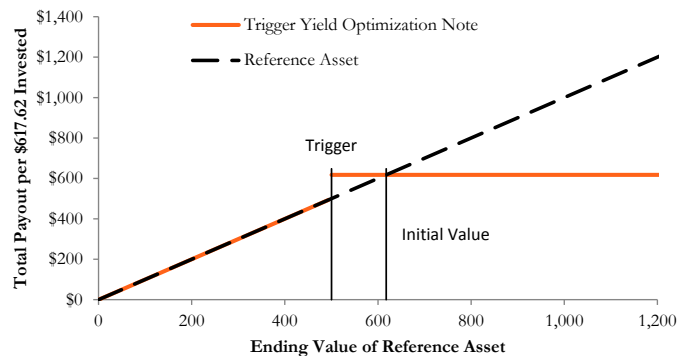 Total Payout per $617.62 Invested
$1,400
$1,200
$1,000
$800
$600
$400
$200
$0
Trigger Yield Optimization Note
Reference Asset
Trigger
Initial Value
0
200
400
600
800
1,000
1,200
Ending Value of Reference Asset